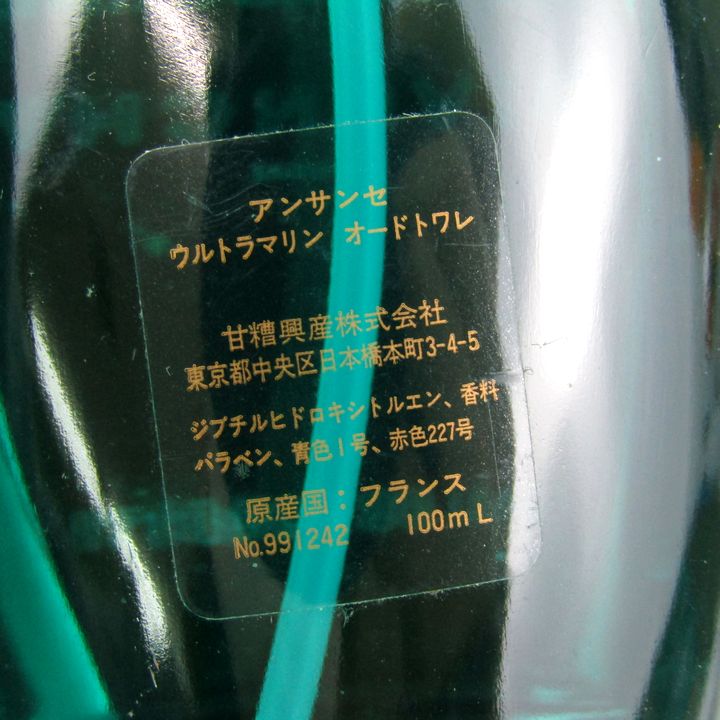 アンサンセ
ウルトラマリン オードトワレ
甘糟興産株式会社
東京都中央区日本橋本町3-4-5
ジブチルヒドロキシトルエン、香料
パラベン、青色1号、赤色227号
原産国：フランス
No.991242 100mL